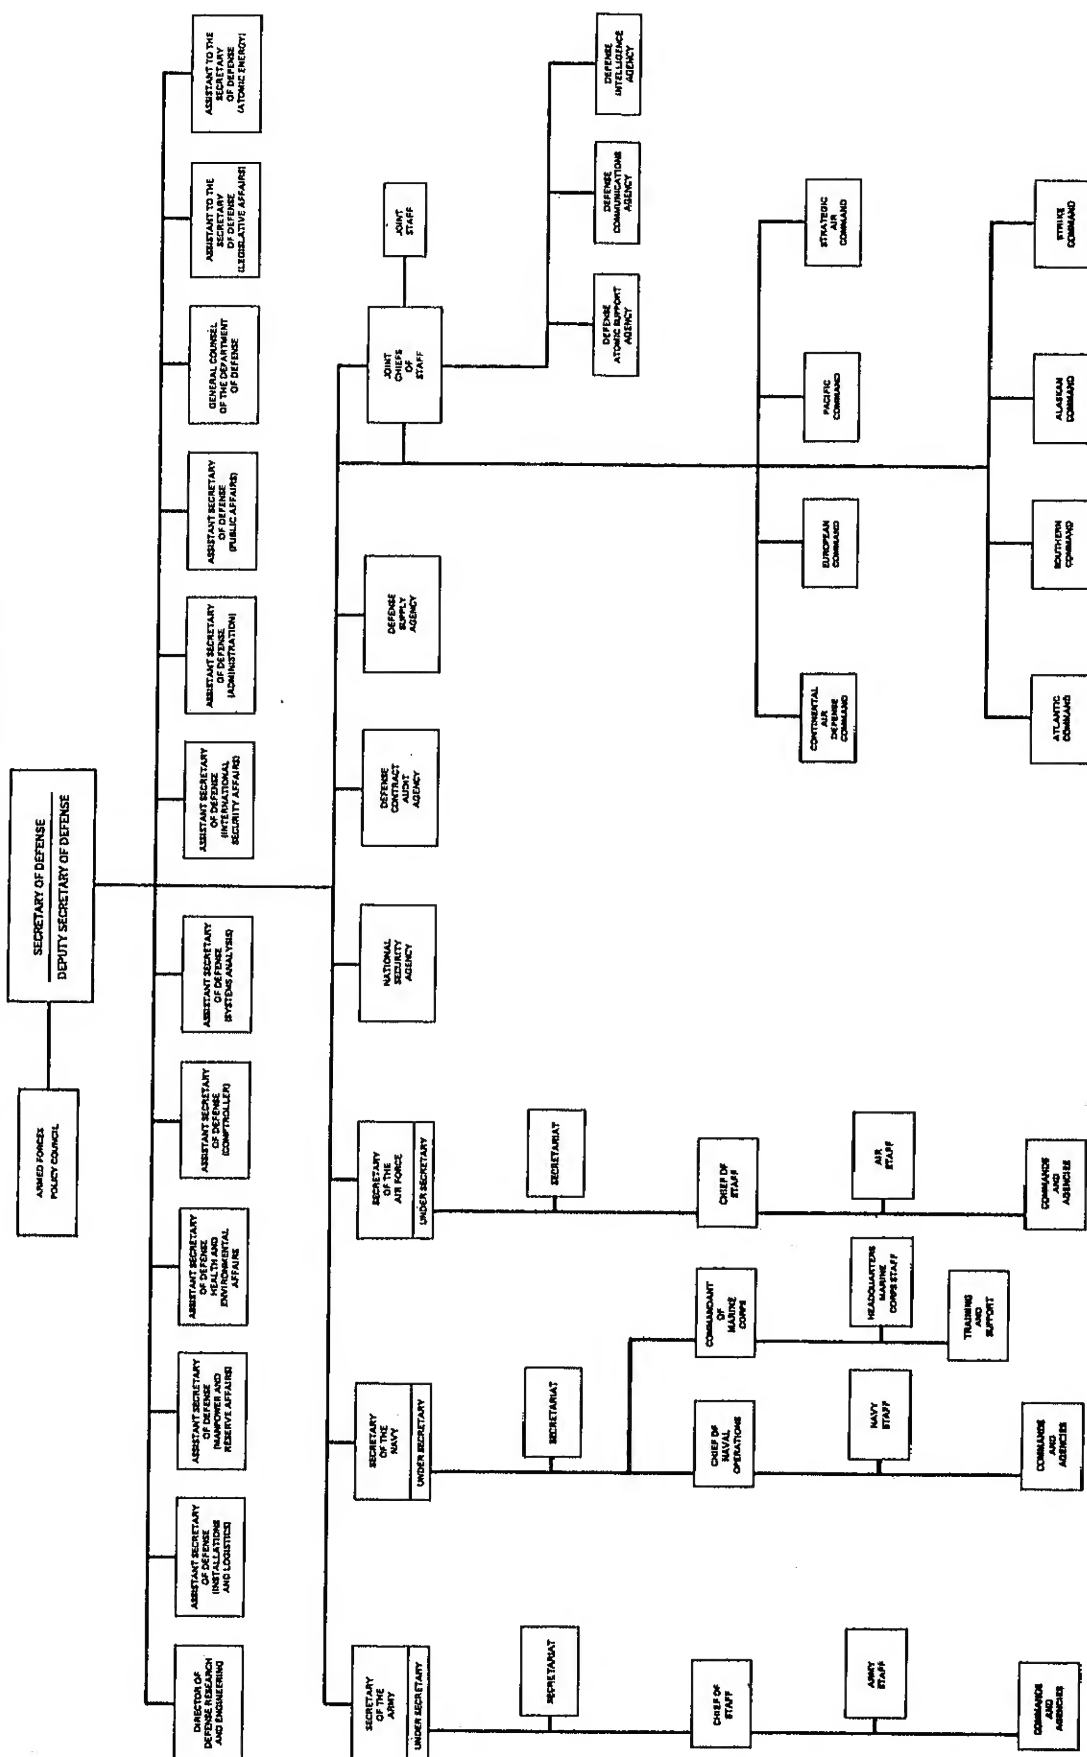 SECRETARY OF DEFENSE
DEPUTY SECRETARY OF DEFENSE
ARMED FORCES
POLICY COUNCIL
DIRECTOR OF
DEFENSE RESEARCH
AND ENGINEERING
ASSISTANT SECRETARY
OF DEFENSE
(INSTALLATIONS
AND LOGISTICS)
ASSISTANT SECRETARY
OF DEFENSE
(MANPOWER AND
RESERVE AFFAIRS)
ASSISTANT SECRETARY
OF DEFENSE
HEALTH AND
ENVIRONMENTAL
AFFAIRS
ASSISTANT SECRETARY
OF DEFENSE
(COMPTROLLER)
ASSISTANT SECRETARY
OF DEFENSE
(SYSTEMS ANALYSIS)
ASSISTANT SECRETARY
OF DEFENSE
(INTERNATIONAL
SECURITY AFFAIRS)
ASSISTANT SECRETARY
OF DEFENSE
(ADMINISTRATION)
ASSISTANT SECRETARY
OF DEFENSE
(PUBLIC AFFAIRS)
GENERAL COUNSEL
OF THE DEPARTMENT
OF DEFENSE
ASSISTANT TO THE
SECRETARY
OF DEFENSE
(LEGISLATIVE AFFAIRS)
ASSISTANT TO THE
SECRETARY
OF DEFENSE
(ATOMIC ENERGY)
SECRETARY
OF THE
ARMY
UNDER SECRETARY
SECRETARY
OF THE
NAVY
UNDER SECRETARY
SECRETARY
OF THE
AIR FORCE
UNDER SECRETARY
NATIONAL
SECURITY
AGENCY
DEFENSE
CONTRACT
AUDIT
AGENCY
DEFENSE
SUPPLY
AGENCY
JOINT
CHIEFS
OF
STAFF
JOINT
STAFF
SECRETARIAT
SECRETARIAT
SECRETARIAT
DEFENSE
ATOMIC SUPPORT
AGENCY
DEFENSE
COMMUNICATIONS
AGENCY
DEFENSE
INTELLIGENCE
AGENCY
CHIEF OF
STAFF
CHIEF OF
NAVAL
OPERATIONS
COMMANDANT
OF
MARINE
CORPS
CHIEF OF
STAFF
CONTINENTAL
AIR
DEFENSE
COMMAND
EUROPEAN
COMMAND
PACIFIC
COMMAND
STRATEGIC
AIR
COMMAND
ARMY
STAFF
NAVY
STAFF
HEADQUARTERS
MARINE
CORPS STAFF
AIR
STAFF
TRAINING
AND
SUPPORT
COMMANDS
AND
AGENCIES
COMMANDS
AND
AGENCIES
COMMANDS
AND
AGENCIES
ATLANTIC
COMMAND
SOUTHERN
COMMAND
ALASKAN
COMMAND
STRIKE
COMMAND